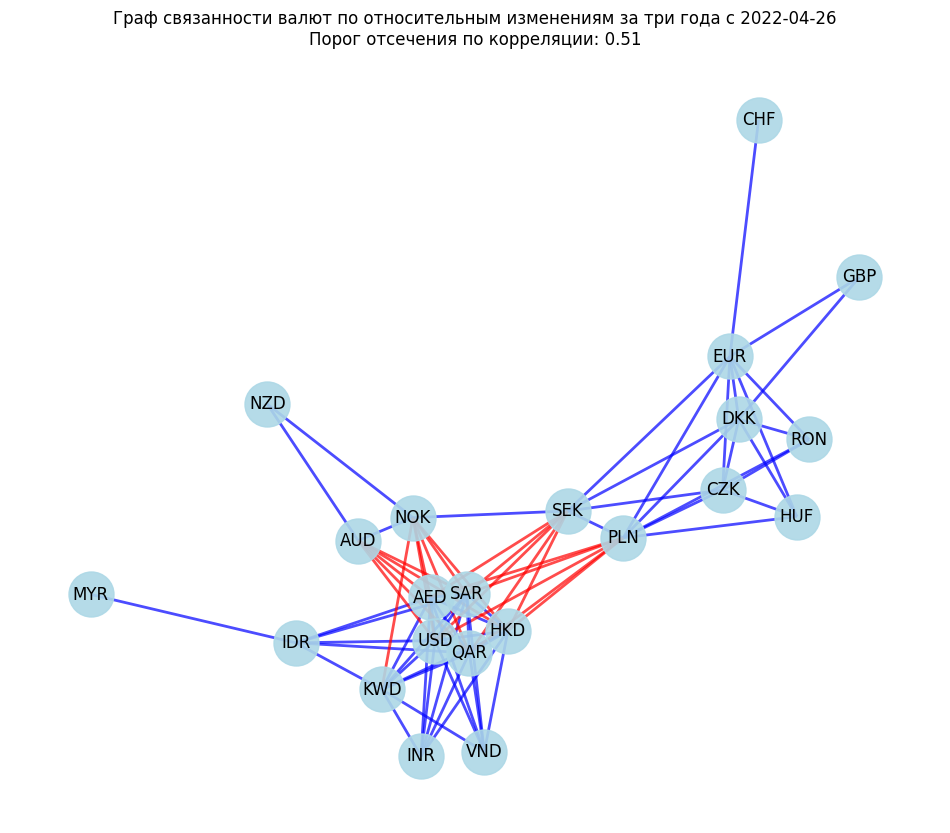 Граф связанности валют по относительным изменениям за три года с 2022-04-26
Порог отсечения по корреляции: 0.51
CHF
GBP
EUR
NZD
DKK
RON
CZK
SEK
HUF
NOK
PLN
AUD
MYR
AED
SAR
HKD
IDR
USD
QAR
KWD
INR
VND